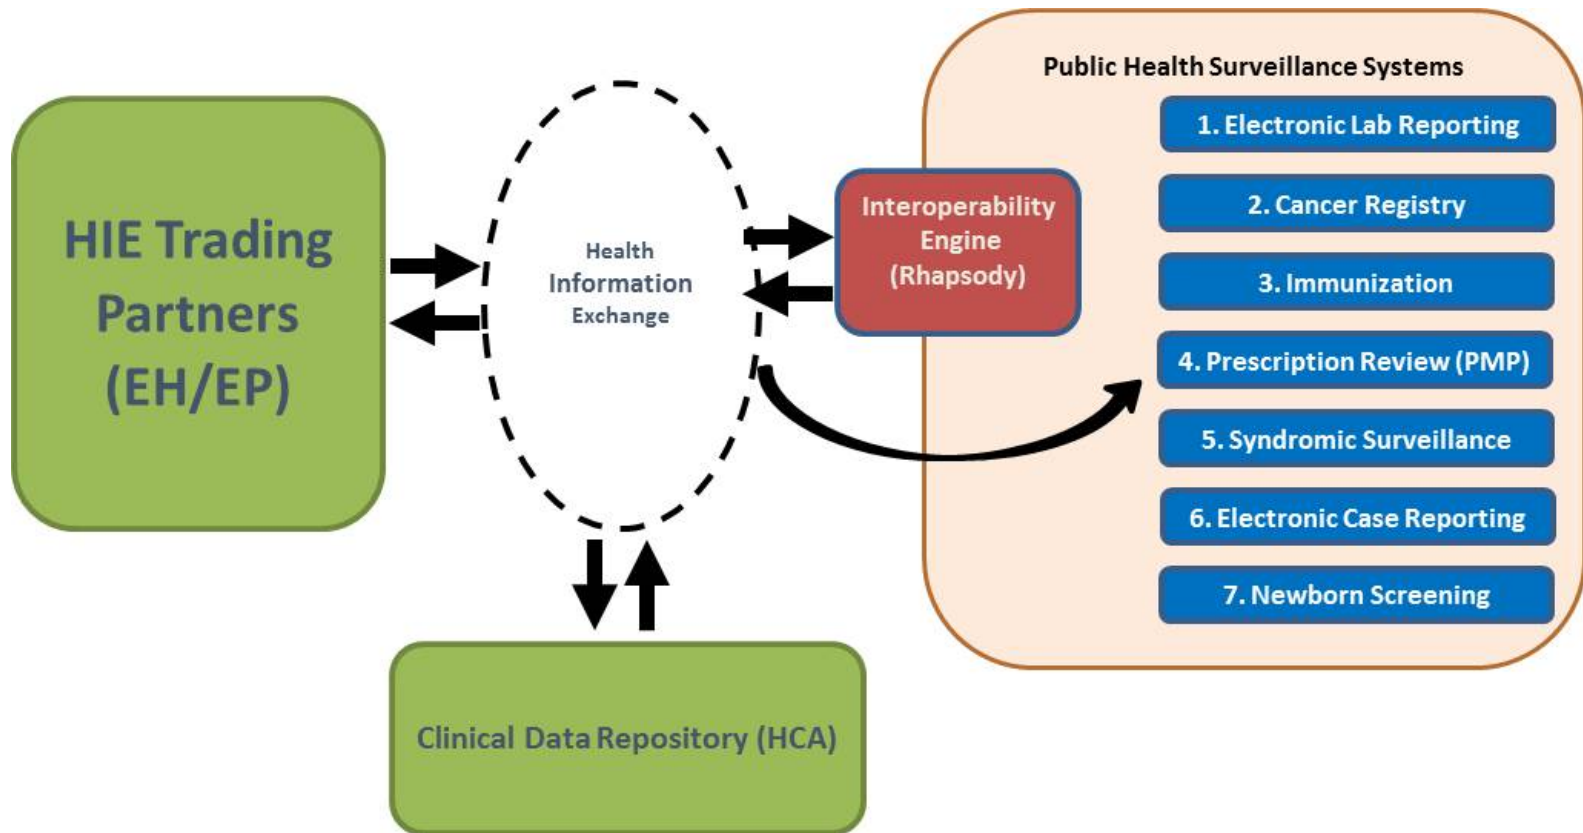 HIE Trading
Partners
(EH/EP)
Health
Information
Exchange
Interoperability
Engine
(Rhapsody)
Public Health Surveillance Systems
1. Electronic Lab Reporting
2. Cancer Registry
3. Immunization
4. Prescription Review (PMP)
5. Syndromic Surveillance
6. Electronic Case Reporting
7. Newborn Screening
Clinical Data Repository (HCA)